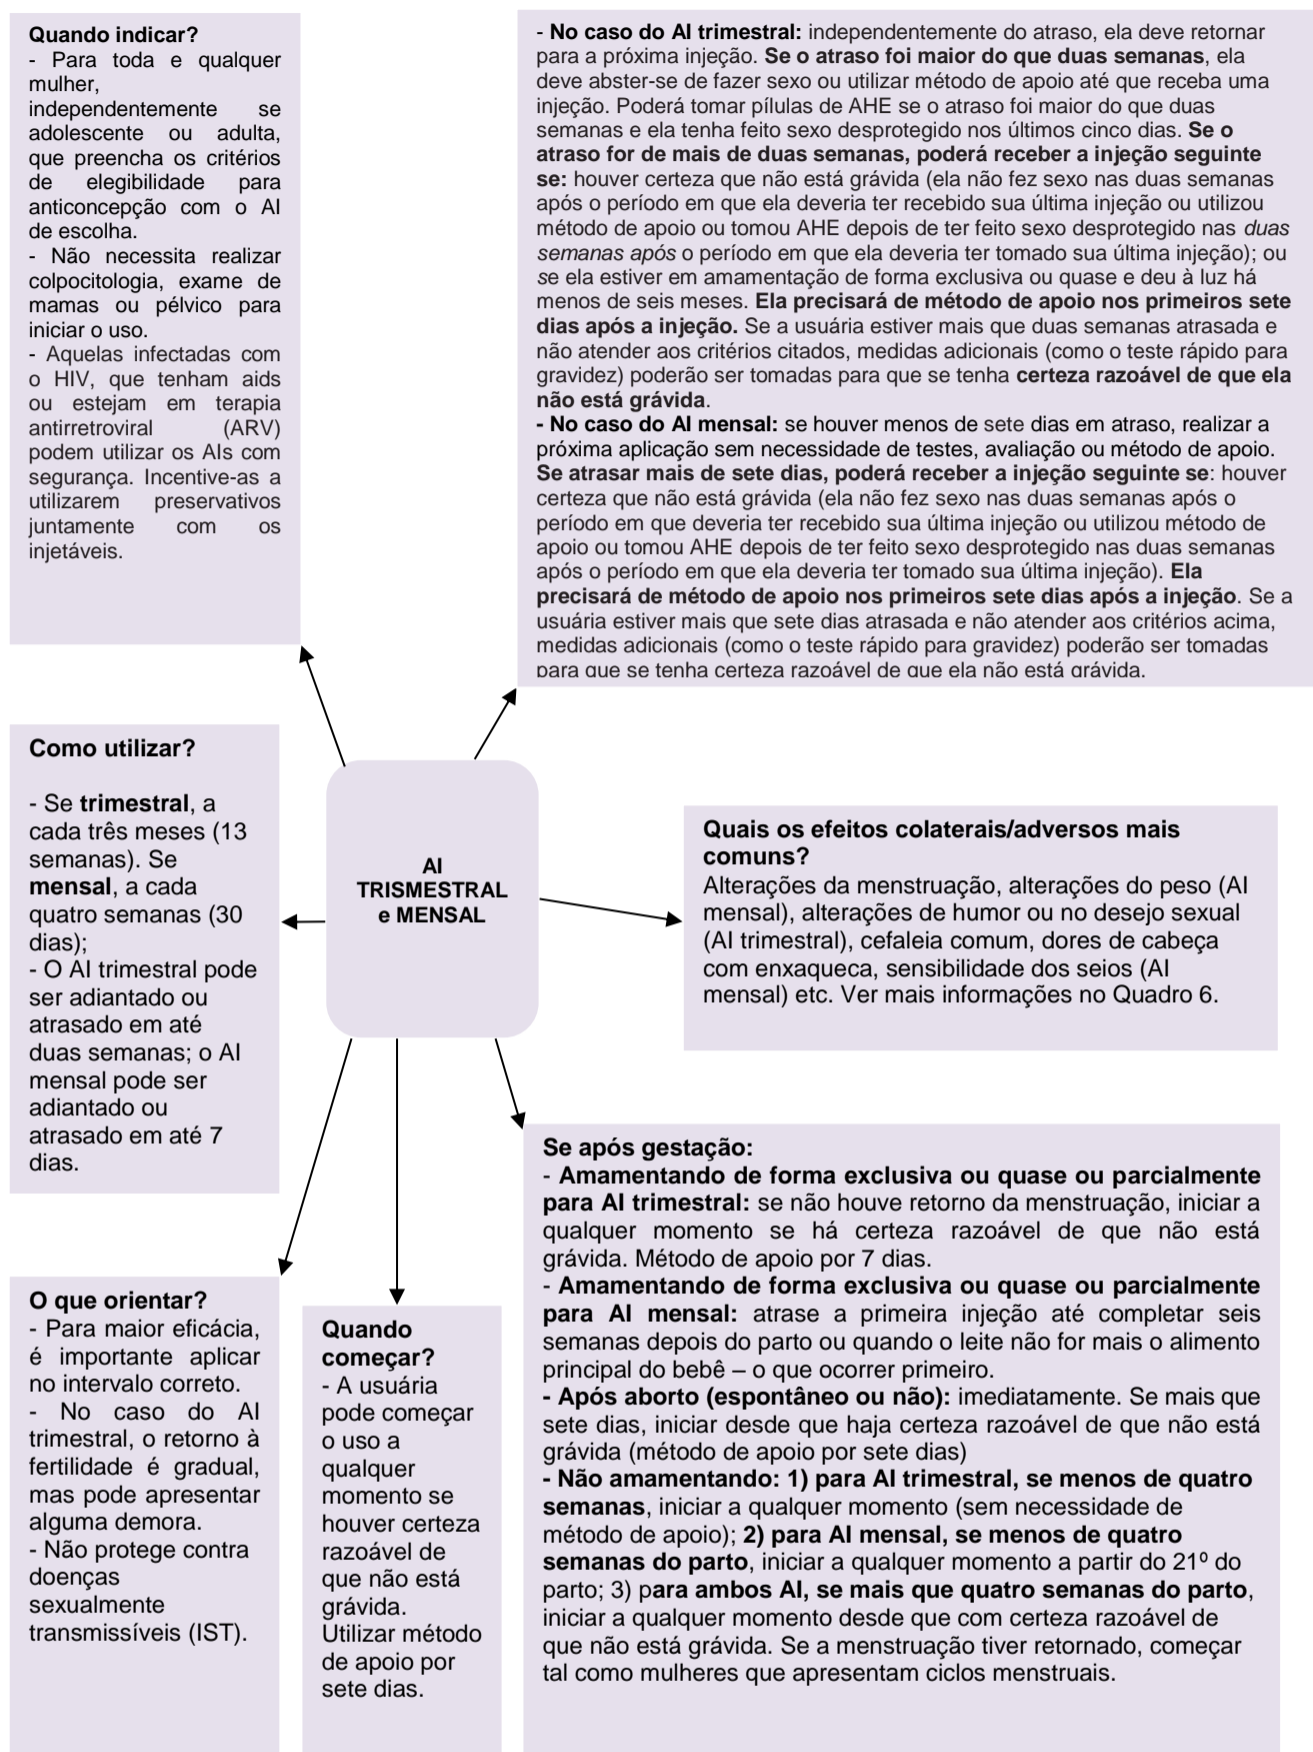 Quando indicar?
- Para toda e qualquer
mulher,
independentemente se
adolescente ou adulta,
que preencha os critérios
de elegibilidade para
anticoncepção com o AI
de escolha.
- Não necessita realizar
colpocitologia, exame de
mamas ou pélvico para
iniciar o uso.
- Aquelas infectadas com
o HIV, que tenham aids
ou estejam em terapia
antirretroviral (ARV)
podem utilizar os AIs com
segurança. Incentive-as a
utilizarem preservativos
juntamente com os
injetáveis.
- No caso do AI trimestral: independentemente do atraso, ela deve retornar
para a próxima injeção. Se o atraso foi maior do que duas semanas, ela
deve abster-se de fazer sexo ou utilizar método de apoio até que receba uma
injeção. Poderá tomar pílulas de AHE se o atraso foi maior do que duas
semanas e ela tenha feito sexo desprotegido nos últimos cinco dias. Se o
atraso for de mais de duas semanas, poderá receber a injeção seguinte
se: houver certeza que não está grávida (ela não fez sexo nas duas semanas
após o período em que ela deveria ter recebido sua última injeção ou utilizou
método de apoio ou tomou AHE depois de ter feito sexo desprotegido nas duas
semanas após o período em que ela deveria ter tomado sua última injeção); ou
se ela estiver em amamentação de forma exclusiva ou quase e deu à luz há
menos de seis meses. Ela precisará de método de apoio nos primeiros sete
dias após a injeção. Se a usuária estiver mais que duas semanas atrasada e
não atender aos critérios citados, medidas adicionais (como o teste rápido para
gravidez) poderão ser tomadas para que se tenha certeza razoável de que ela
não está grávida.
- No caso do AI mensal: se houver menos de sete dias em atraso, realizar a
próxima aplicação sem necessidade de testes, avaliação ou método de apoio.
Se atrasar mais de sete dias, poderá receber a injeção seguinte se: houver
certeza que não está grávida (ela não fez sexo nas duas semanas após o
período em que deveria ter recebido sua última injeção ou utilizou método de
apoio ou tomou AHE depois de ter feito sexo desprotegido nas duas semanas
após o período em que ela deveria ter tomado sua última injeção). Ela
precisará de método de apoio nos primeiros sete dias após a injeção. Se a
usuária estiver mais que sete dias atrasada e não atender aos critérios acima,
medidas adicionais (como o teste rápido para gravidez) poderão ser tomadas
para que se tenha certeza razoável de que ela não está grávida.
Como utilizar?
- Se trimestral, a
cada três meses (13
semanas). Se
mensal, a cada
quatro semanas (30
dias);
- O AI trimestral pode
ser adiantado ou
atrasado em até
duas semanas; o AI
mensal pode ser
adiantado ou
atrasado em até 7
dias.
AI
TRISMESTRAL
e MENSAL
Quais os efeitos colaterais/adversos mais
comuns?
Alterações da menstruação, alterações do peso (AI
mensal), alterações de humor ou no desejo sexual
(AI trimestral), cefaleia comum, dores de cabeça
com enxaqueca, sensibilidade dos seios (AI
mensal) etc. Ver mais informações no Quadro 6.
O que orientar?
- Para maior eficácia,
é importante aplicar
no intervalo correto.
- No caso do AI
trimestral, o retorno à
fertilidade é gradual,
mas pode apresentar
alguma demora.
- Não protege contra
doenças
sexualmente
transmissíveis (IST).
Quando
começar?
- A usuária
pode começar
o uso a
qualquer
momento se
houver certeza
razoável de
que não está
grávida.
Utilizar método
de apoio por
sete dias.
Se após gestação:
- Amamentando de forma exclusiva ou quase ou parcialmente
para AI trimestral: se não houve retorno da menstruação, iniciar a
qualquer momento se há certeza razoável de que não está
grávida. Método de apoio por 7 dias.
- Amamentando de forma exclusiva ou quase ou parcialmente
para AI mensal: atrase a primeira injeção até completar seis
semanas depois do parto ou quando o leite não for mais o alimento
principal do bebê – o que ocorrer primeiro.
- Após aborto (espontâneo ou não): imediatamente. Se mais que
sete dias, iniciar desde que haja certeza razoável de que não está
grávida (método de apoio por sete dias)
- Não amamentando: 1) para AI trimestral, se menos de quatro
semanas, iniciar a qualquer momento (sem necessidade de
método de apoio); 2) para AI mensal, se menos de quatro
semanas do parto, iniciar a qualquer momento a partir do 21º do
parto; 3) para ambos AI, se mais que quatro semanas do parto,
iniciar a qualquer momento desde que com certeza razoável de
que não está grávida. Se a menstruação tiver retornado, começar
tal como mulheres que apresentam ciclos menstruais.